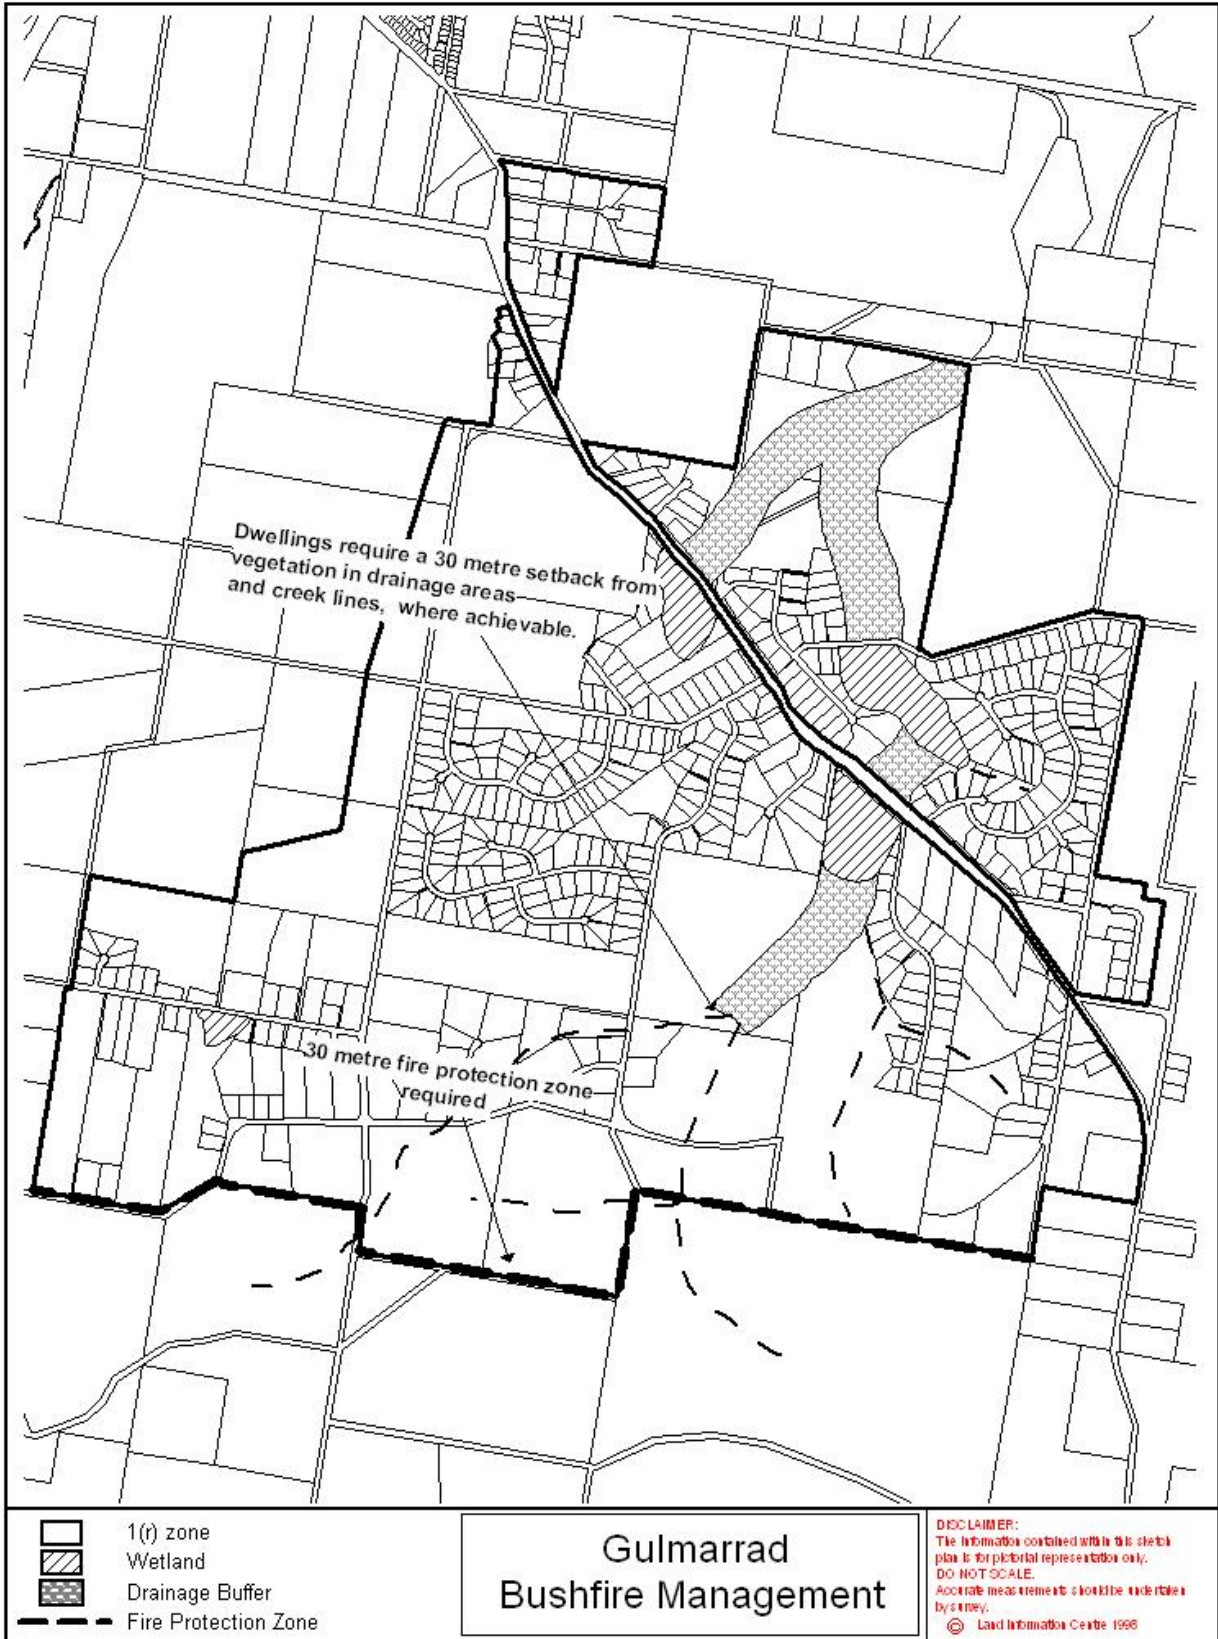 Dwellings require a 30 metre setback from
vegetation in drainage areas
and creek lines, where achievable.
30 metre fire protection zone
required
1(r) zone
Wetland
Drainage Buffer
Fire Protection Zone
Gulmarrad
Bushfire Management
DISCLAIMER:
The information contained within this sketch
plan is for pictorial representation only.
DO NOT SCALE.
Accurate measurements should be undertaken
by survey.
© Land Information Centre 1998